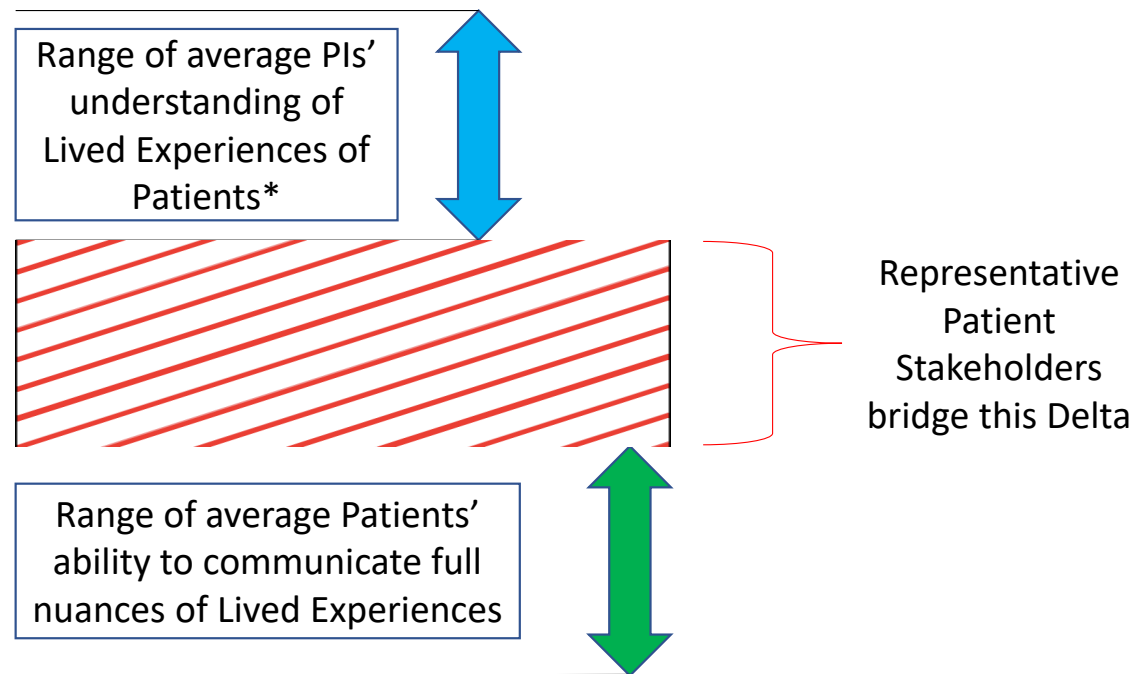 Range of average PIs’
understanding of
Lived Experiences of
Patients*
Representative
Patient
Stakeholders
bridge this Delta
Range of average Patients’
ability to communicate full
nuances of Lived Experiences